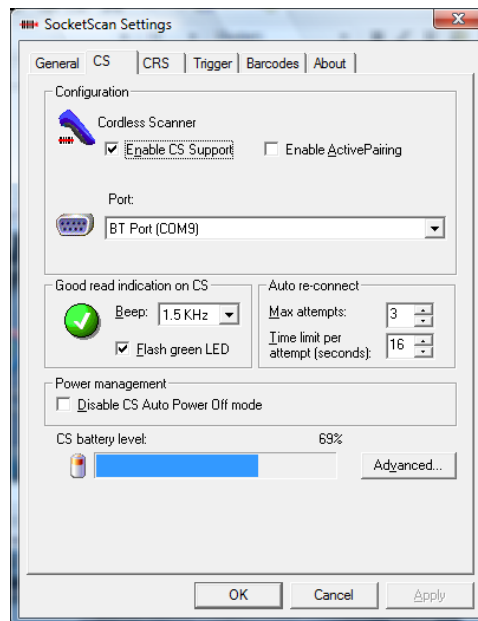 SocketScan Settings
General CS CRS Trigger Barcodes About
Configuration
Cordless Scanner
Enable CS Support Enable ActivePairing
Port:
BT Port (COM9)
Good read indication on CS Auto re-connect
Beep: 1.5 KHz Max attempts: 3
Flash green LED Time limit per
attempt (seconds): 16
Power management
Disable CS Auto Power Off mode
CS battery level: 69%
Advanced...
OK Cancel Apply